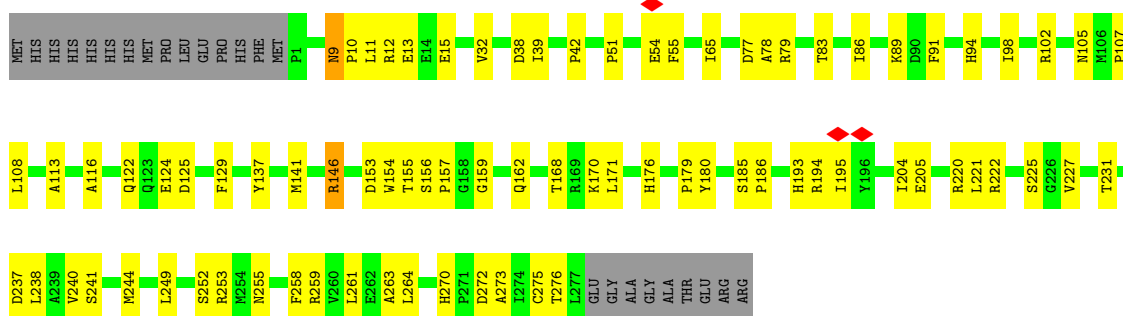 MET HIS HIS HIS HIS HIS HIS MET PRO LEU GLU PRO HIS PHE MET P1 N9 P10 L11 R12 E13 E14 E15 V32 D38 I39 P42 P51 E54 F55 I65 D77 A78 R79 T83 I86 K89 D90 F91 H94 I98 R102 N105 M106 P107
L108 A113 A116 Q122 Q123 E124 D125 F129 Y137 M141 R146 D153 W154 T155 S156 P157 G158 G159 Q162 T168 R169 K170 L171 H176 P179 Y180 S185 P186 H193 R194 I195 Y196 I204 E205 R220 L221 R222 S225 G226 V227 T231
D237 L238 A239 V240 S241 M244 L249 S252 R253 M254 N255 F258 R259 V260 L261 E262 A263 L264 H270 P271 D272 A273 I274 C275 T276 L277 GLU GLY ALA GLY ALA THR GLU ARG ARG